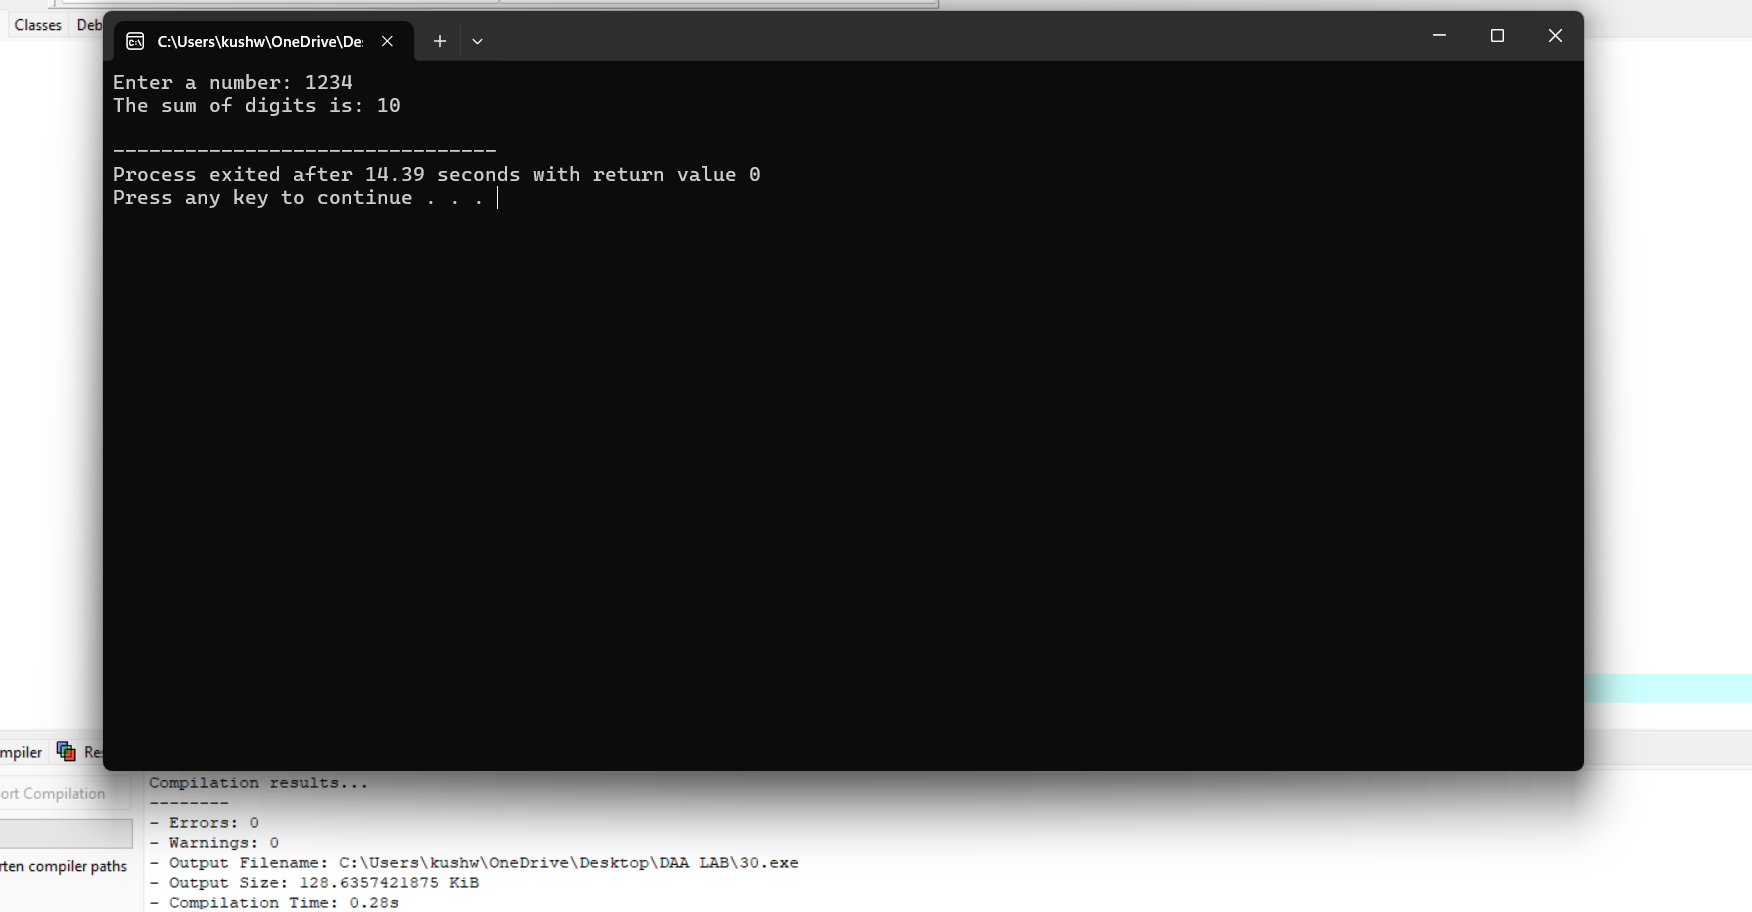 Classes Deb
C:\Users\kushw\OneDrive\De
Enter a number: 1234
The sum of digits is: 10
--------------------------------
Process exited after 14.39 seconds with return value 0
Press any key to continue . . .
mpiler Res
ort Compilation
rten compiler paths
Compilation results...
--------
- Errors: 0
- Warnings: 0
- Output Filename: C:\Users\kushw\OneDrive\Desktop\DAA LAB\30.exe
- Output Size: 128.6357421875 KiB
- Compilation Time: 0.28s